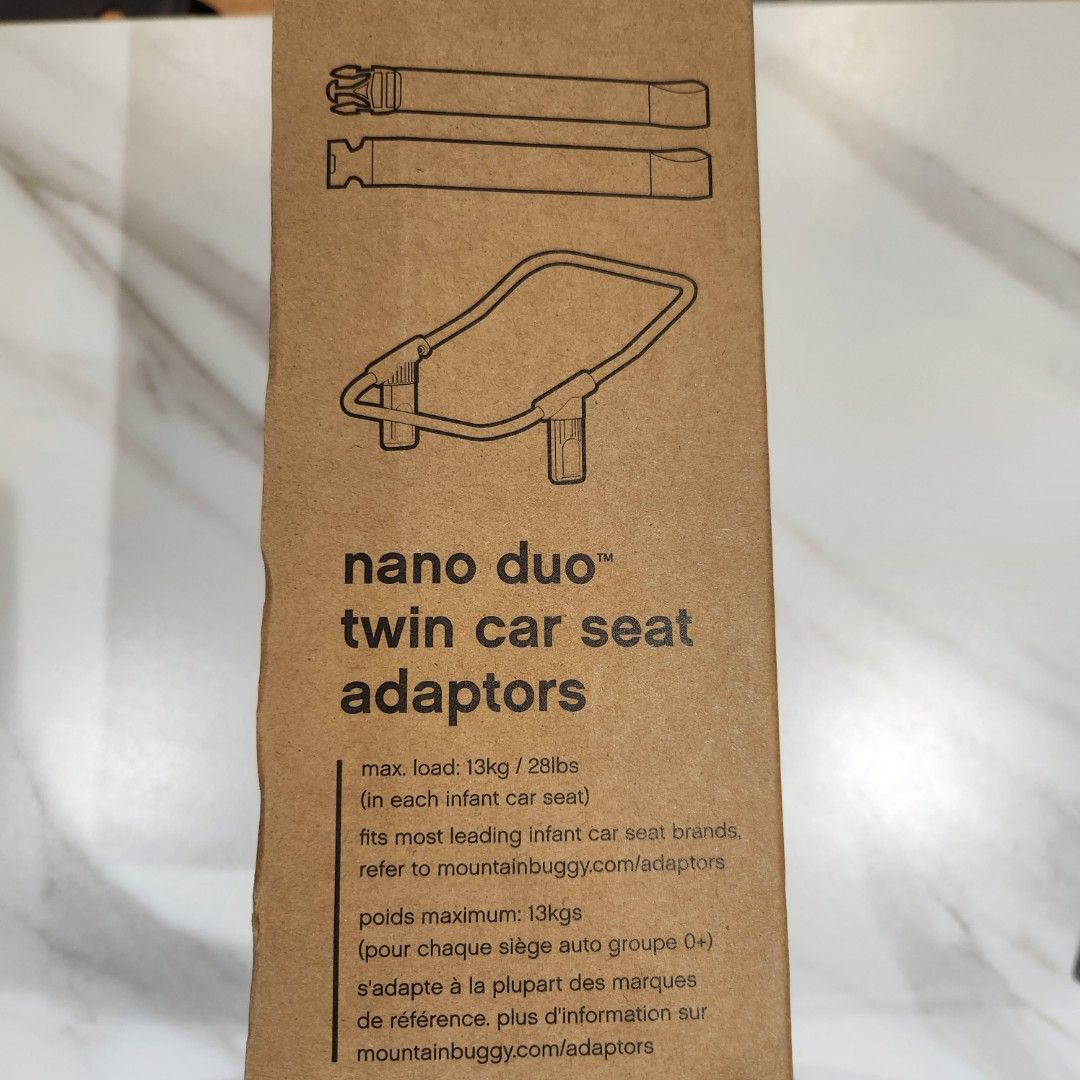 nano duo™
twin car seat
adaptors
max. load: 13kg / 28lbs
(in each infant car seat)
fits most leading infant car seat brands,
refer to mountainbuggy.com/adaptors
poids maximum: 13kgs
(pour chaque siège auto groupe 0+)
s'adapte à la plupart des marques
de référence. plus d'information sur
mountainbuggy.com/adaptors